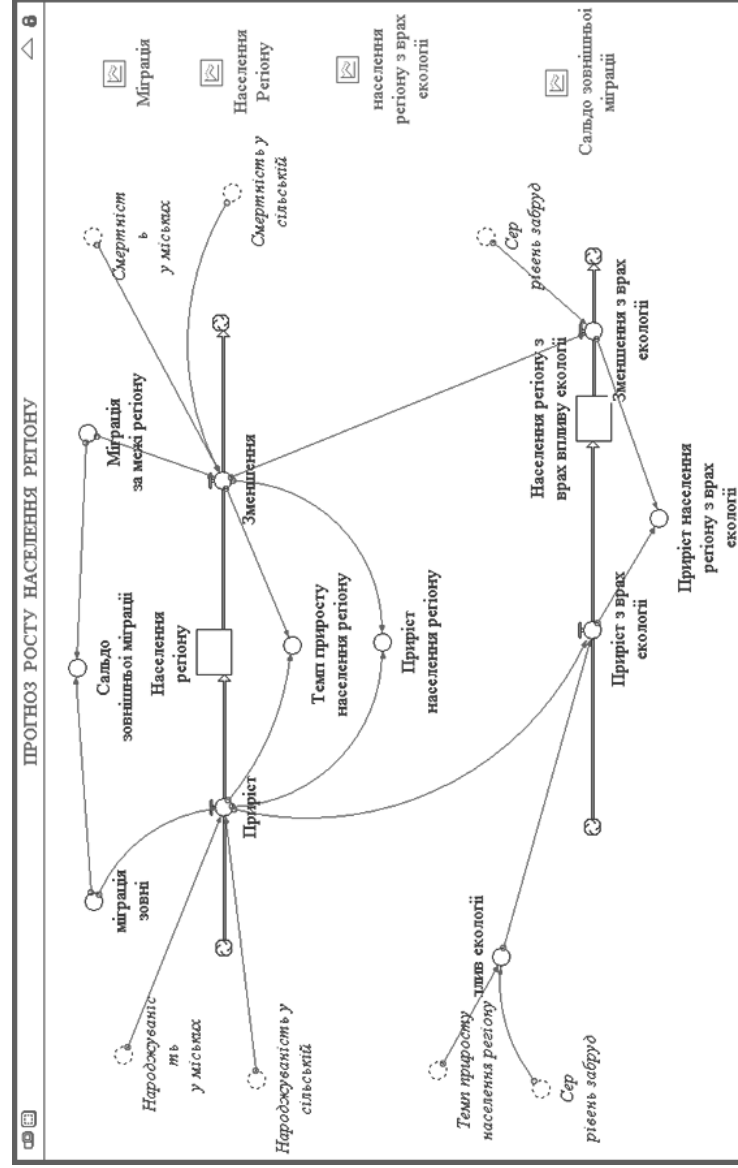 ПРОГНОЗ РОСТУ НАСЕЛЕННЯ РЕГІОНУ
Народжуваніс
ть
у міських
Народжуваність у
сільській
міграція
зовні
Сальдо
зовнішньої міграції
Міграція
за межі регіону
Смертніст
ь
у міських
Смертність у
сільській
Приріст
Населення
регіону
Зменшення
Темп приросту
населення регіону
Приріст
населення регіону
Темп приросту
населення регіону
плив екології
Сер
рівень забруд
Приріст з врах
екології
Населення регіону з
врах впливу екології
Сер
рівень забруд
Зменшення з врах
екології
Приріст населення
регіону з врах
екології
Міграція
Населення
Регіону
населення
регіону з врах
екології
Сальдо зовнішньої
міграції